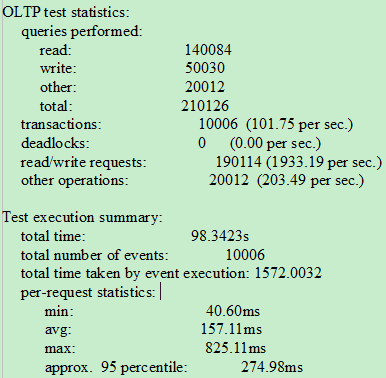 OLTP test statistics:
queries performed:
read: 140084
write: 50030
other: 20012
total: 210126
transactions: 10006 (101.75 per sec.)
deadlocks: 0 (0.00 per sec.)
read/write requests: 190114 (1933.19 per sec.)
other operations: 20012 (203.49 per sec.)
Test execution summary:
total time: 98.3423s
total number of events: 10006
total time taken by event execution: 1572.0032
per-request statistics:
min: 40.60ms
avg: 157.11ms
max: 825.11ms
approx. 95 percentile: 274.98ms